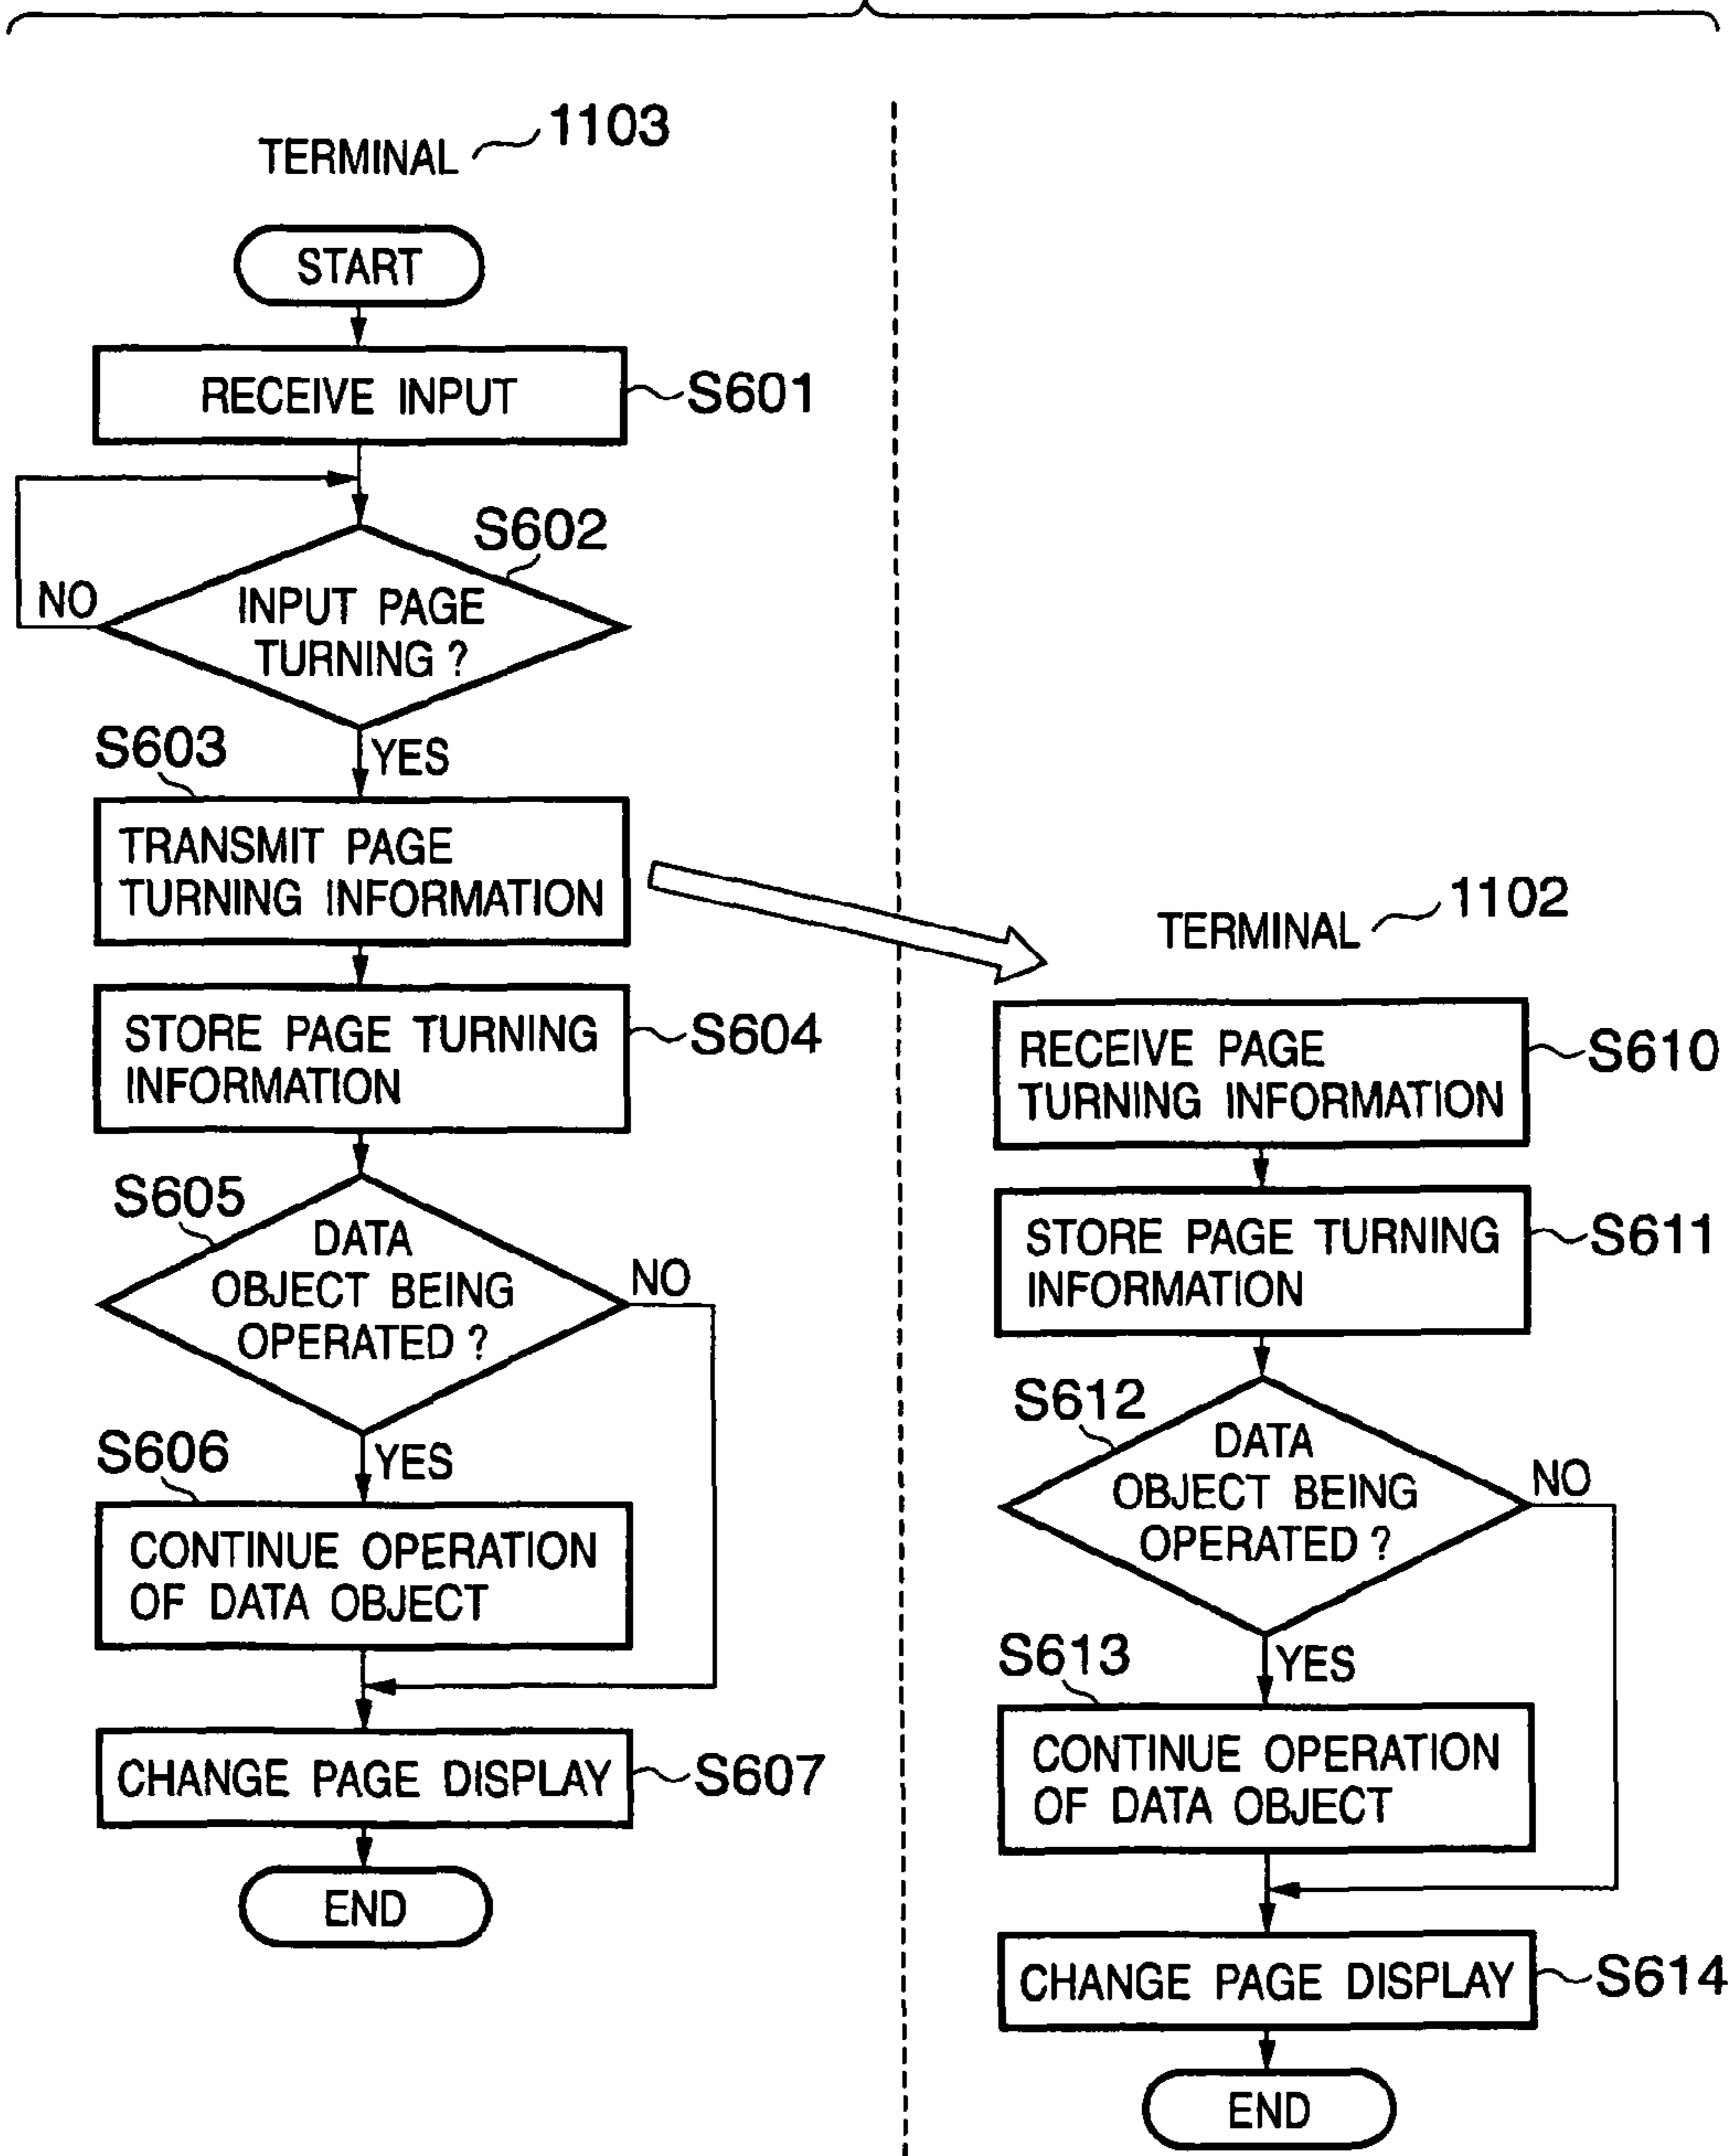 TERMINAL 1103
START
RECEIVE INPUT
S601
S602
INPUT PAGE
TURNING ?
NO
YES
S603
TRANSMIT PAGE
TURNING INFORMATION
STORE PAGE TURNING
INFORMATION
S604
S605
DATA
OBJECT BEING
OPERATED ?
NO
YES
S606
CONTINUE OPERATION
OF DATA OBJECT
CHANGE PAGE DISPLAY
S607
END
TERMINAL 1102
RECEIVE PAGE
TURNING INFORMATION
S610
STORE PAGE TURNING
INFORMATION
S611
S612
DATA
OBJECT BEING
OPERATED ?
NO
YES
S613
CONTINUE OPERATION
OF DATA OBJECT
CHANGE PAGE DISPLAY
S614
END